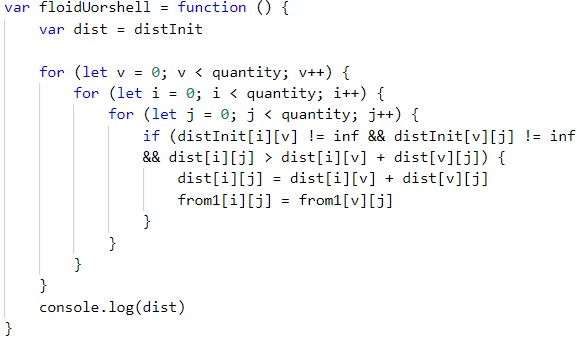 var floidUorshell = function () {
    var dist = distInit

    for (let v = 0; v < quantity; v++) {
        for (let i = 0; i < quantity; i++) {
            for (let j = 0; j < quantity; j++) {
                if (distInit[i][v] != inf && distInit[v][j] != inf
                && dist[i][j] > dist[i][v] + dist[v][j]) {
                    dist[i][j] = dist[i][v] + dist[v][j]
                    from1[i][j] = from1[v][j]
                }
            }
        }
    }
    console.log(dist)
}